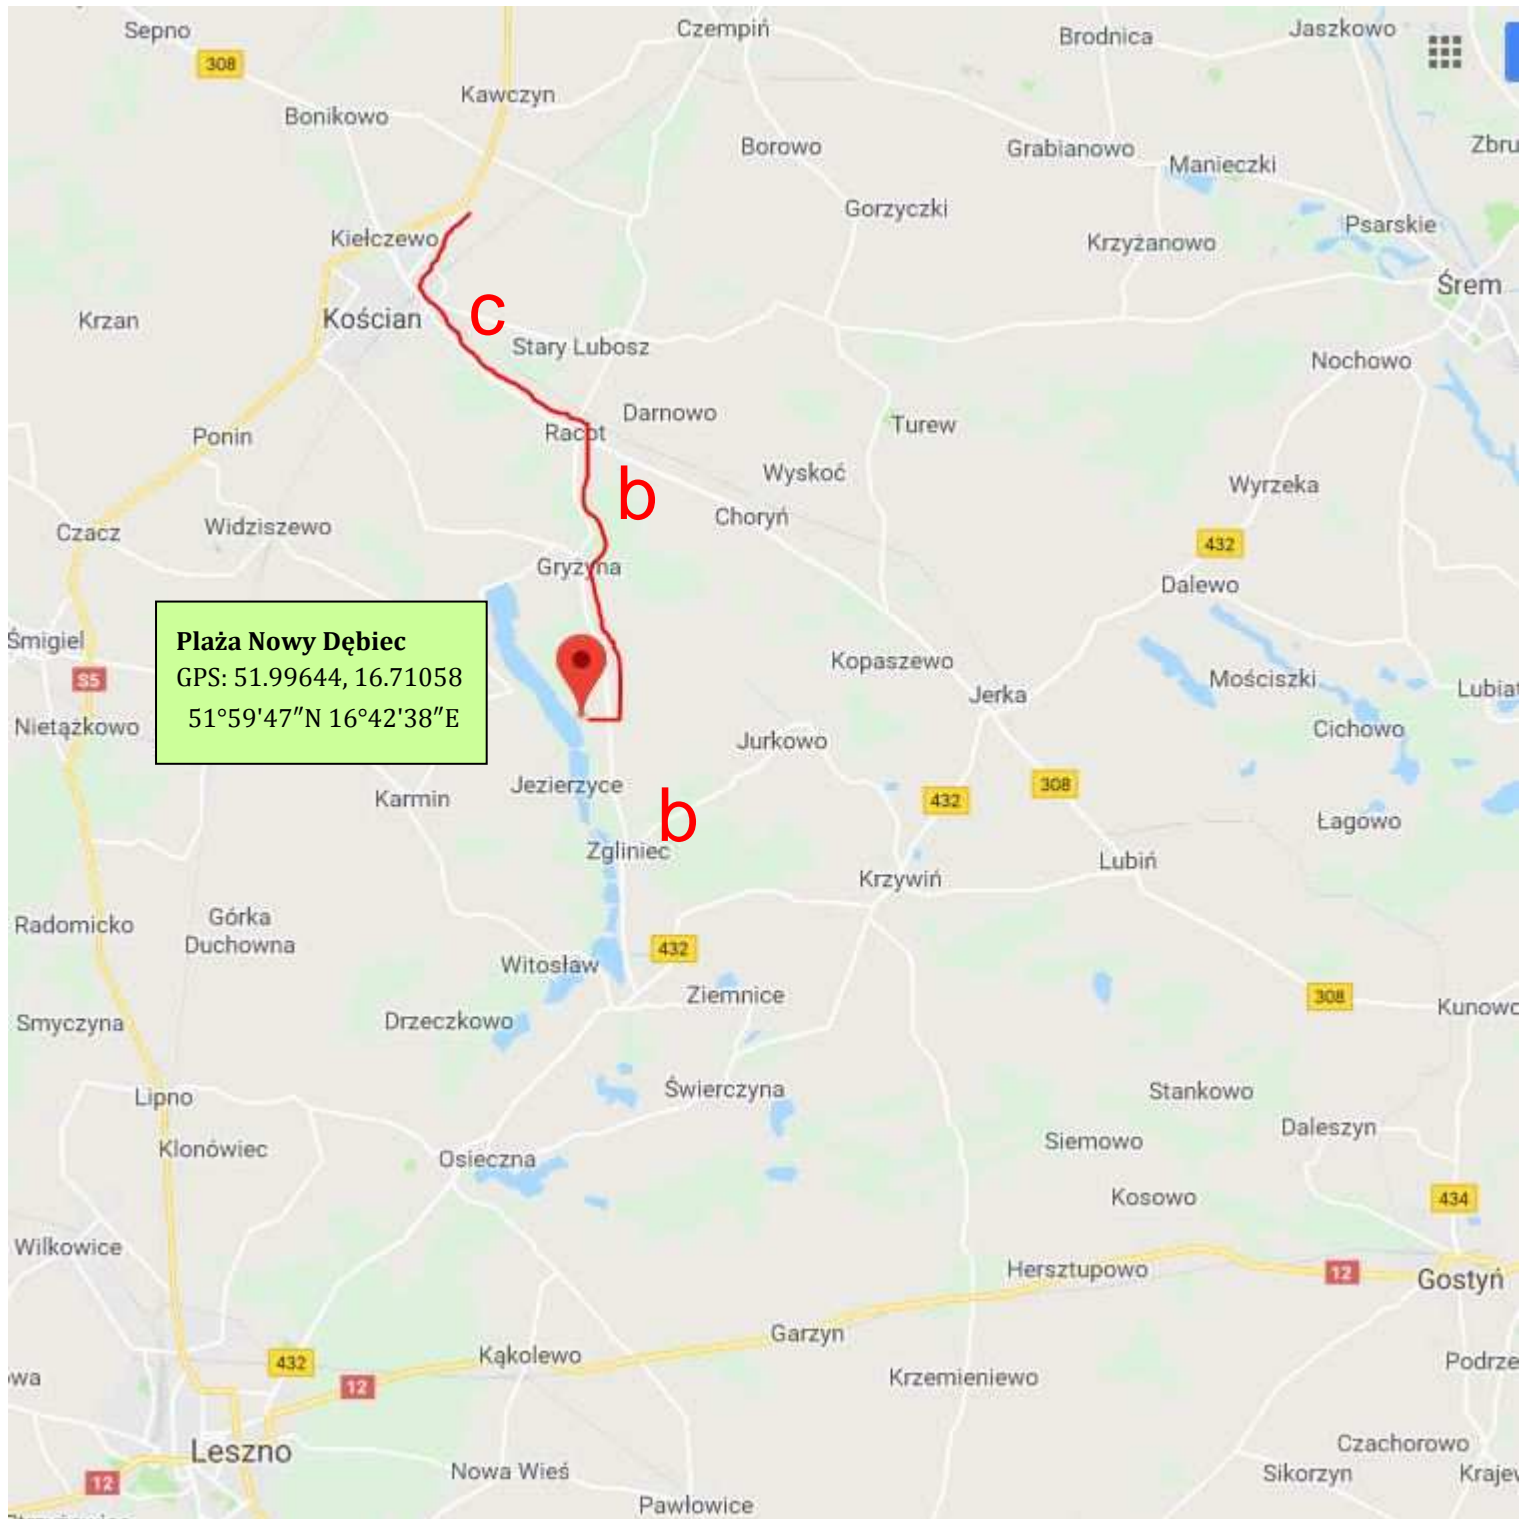 Sepno
Czempiń
Brodnica
Jaszkowo
308
Kawczyn
Bonikowo
Borowo
Grabianowo
Manieczki
Zbru
Gorzyczki
Psarskie
Kiełczewo
Krzyżanowo
Śrem
Krzan
Kościan
c
Stary Lubosz
Nochowo
Darnowo
Racot
Turew
Ponin
Wyskoć
Wyrzeka
b
Choryń
Czacz
Widziszewo
432
Gryzyna
Dalewo
Plaża Nowy Dębiec
GPS: 51.99644, 16.71058
51°59'47"N 16°42'38"E
Śmigiel
S5
Kopaszewo
Mościszki
Jerka
Lubiat
Nietążkowo
Cichowo
Jurkowo
Jezierzyce
308
Karmin
432
b
Łagowo
Zgliniec
Lubiń
Krzywiń
Radomicko
Górka
Duchowna
432
Witosław
Ziemnice
308
Kunowo
Smyczyna
Drzeczkowo
Świerczyna
Stankowo
Lipno
Daleszyn
Siemowo
Klonówiec
Osieczna
Kosowo
434
Wilkowice
Hersztupowo
12
Gostyń
Garzyn
Kąkolewo
432
Podrze
wa
12
Krzemieniewo
Leszno
Czachorowo
Nowa Wieś
Sikorzyn
Krajew
12
Pawłowice